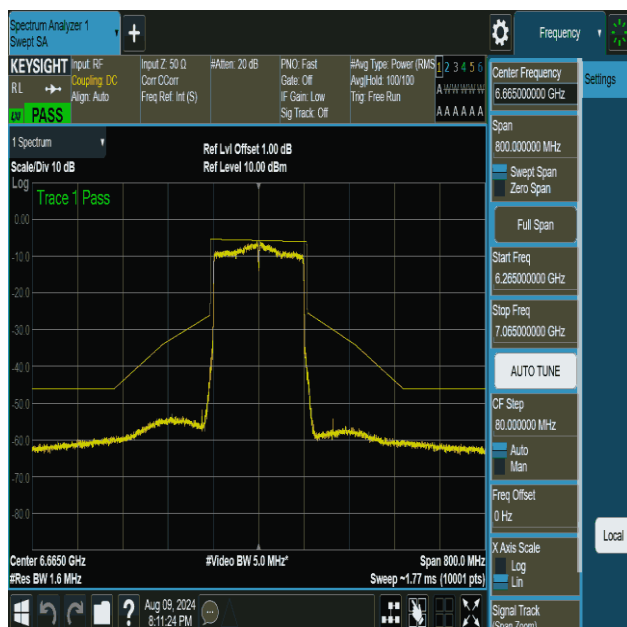 Spectrum Analyzer 1
Swept SA
+
Frequency
KEYSIGHT
RL
PASS
Input: RF
Coupling: DC
Align: Auto
Input Z: 50 Ω
Corr CCorr
Freq Ref: Int (S)
#Atten: 20 dB
PNO: Fast
Gate: Off
IF Gain: Low
Sig Track: Off
#Avg Type: Power (RMS
Avg|Hold: 100/100
Trig: Free Run
1 2 3 4 5 6
A W W W W W
A A A A A A
Center Frequency
6.665000000 GHz
Settings
Span
800.000000 MHz
Swept Span
Zero Span
Full Span
Start Freq
6.265000000 GHz
Stop Freq
7.065000000 GHz
AUTO TUNE
CF Step
80.000000 MHz
Auto
Man
Freq Offset
0 Hz
X Axis Scale
Log
Lin
Local
Signal Track
(Span Zoom)
1 Spectrum
Scale/Div 10 dB
Ref Lvl Offset 1.00 dB
Ref Level 10.00 dBm
Log
Trace 1 Pass
0.00
-10.0
-20.0
-30.0
-40.0
-50.0
-60.0
-70.0
-80.0
Center 6.6650 GHz
#Video BW 5.0 MHz*
Span 800.0 MHz
#Res BW 1.6 MHz
Sweep ~1.77 ms (10001 pts)
?
Aug 09, 2024
8:11:24 PM